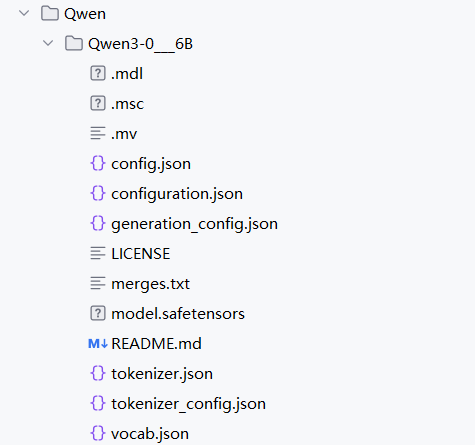 Qwen
Qwen3-0___6B
.mdl
.msc
.mv
config.json
configuration.json
generation_config.json
LICENSE
merges.txt
model.safetensors
M↓ README.md
tokenizer.json
tokenizer_config.json
vocab.json